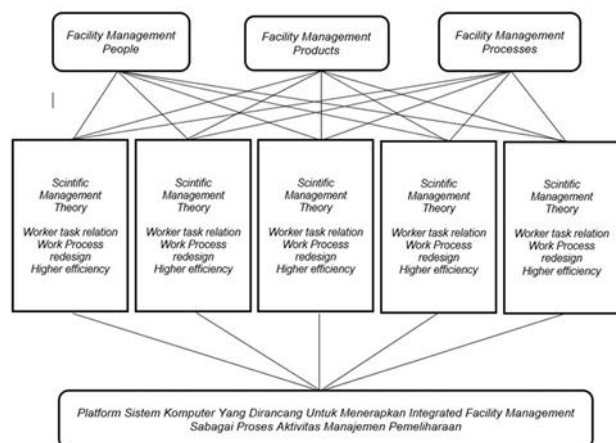 Facility Management
People
Facility Management
Products
Facility Management
Processes
Scintific
Management
Theory
Worker task relation
Work Process
redesign
Higher efficiency
Scintific
Management
Theory
Worker task relation
Work Process
redesign
Higher efficiency
Scintific
Management
Theory
Worker task relation
Work Process
redesign
Higher efficiency
Scintific
Management
Theory
Worker task relation
Work Process
redesign
Higher efficiency
Scintific
Management
Theory
Worker task relation
Work Process
redesign
Higher efficiency
Platform Sistem Komputer Yang Dirancang Untuk Menerapkan Integrated Facility Management
Sabagai Proses Aktivitas Manajemen Pemeliharaan